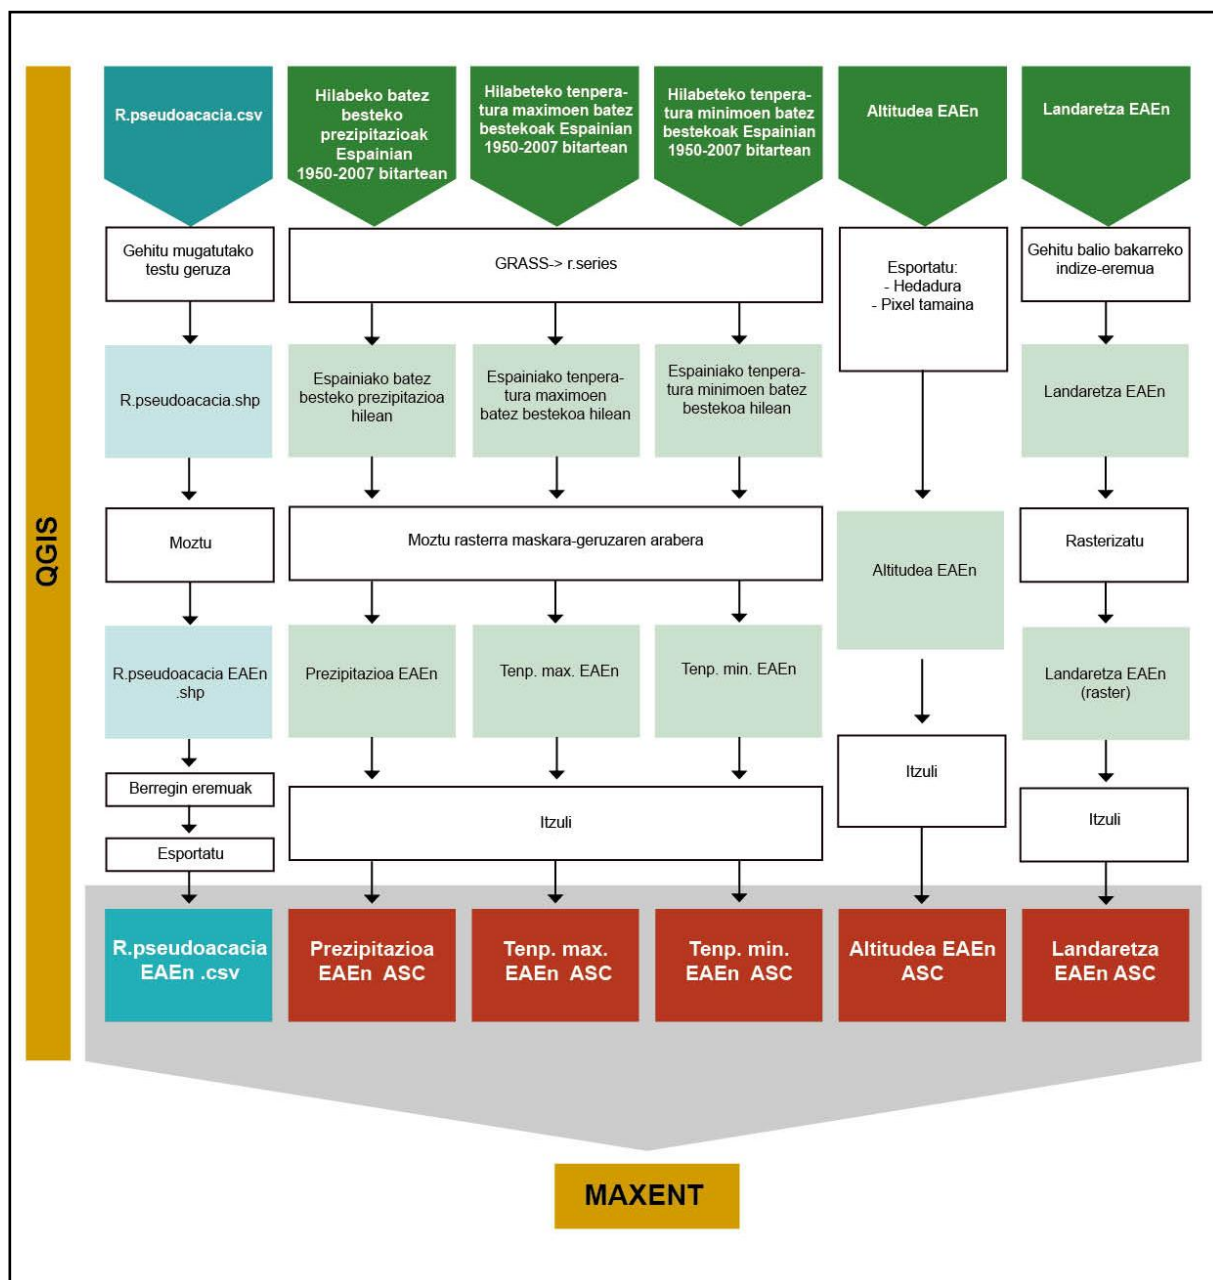 QGIS
R.pseudoacacia.csv
Hilabeko batez
besteko
prezipitazioak
Espainian
1950-2007 bitartean
Hilabeteko tenpera-
tura maximoen batez
bestekoak Espainian
1950-2007 bitartean
Hilabeteko tenpera-
tura minimoen batez
bestekoak Espainian
1950-2007 bitartean
Altitudea EAEn
Landaretza EAEn
Gehitu mugatutako
testu geruza
GRASS-> r.series
Esportatu:
- Hedadura
- Pixel tamaina
Gehitu balio bakarreko
indize-eremua
R.pseudoacacia.shp
Espainiako batez
besteko prezipitazioa
hilean
Espainiako tenpera-
tura maximoen
batez bestekoa hilean
Espainiako tenpera-
tura minimoen batez
bestekoa hilean
Landaretza EAEn
Moztu
Moztu rasterra maskara-geruzaren arabera
Altitudea EAEn
Rasterizatu
R.pseudoacacia EAEn
.shp
Prezipitazioa EAEn
Tenp. max. EAEn
Tenp. min. EAEn
Landaretza EAEn
(raster)
Berregin eremuak
Esportatu
Itzuli
Itzuli
Itzuli
R.pseudoacacia
EAEn .csv
Prezipitazioa
EAEn ASC
Tenp. max.
EAEn ASC
Tenp. min.
EAEn ASC
Altitudea EAEn
ASC
Landaretza
EAEn ASC
MAXENT